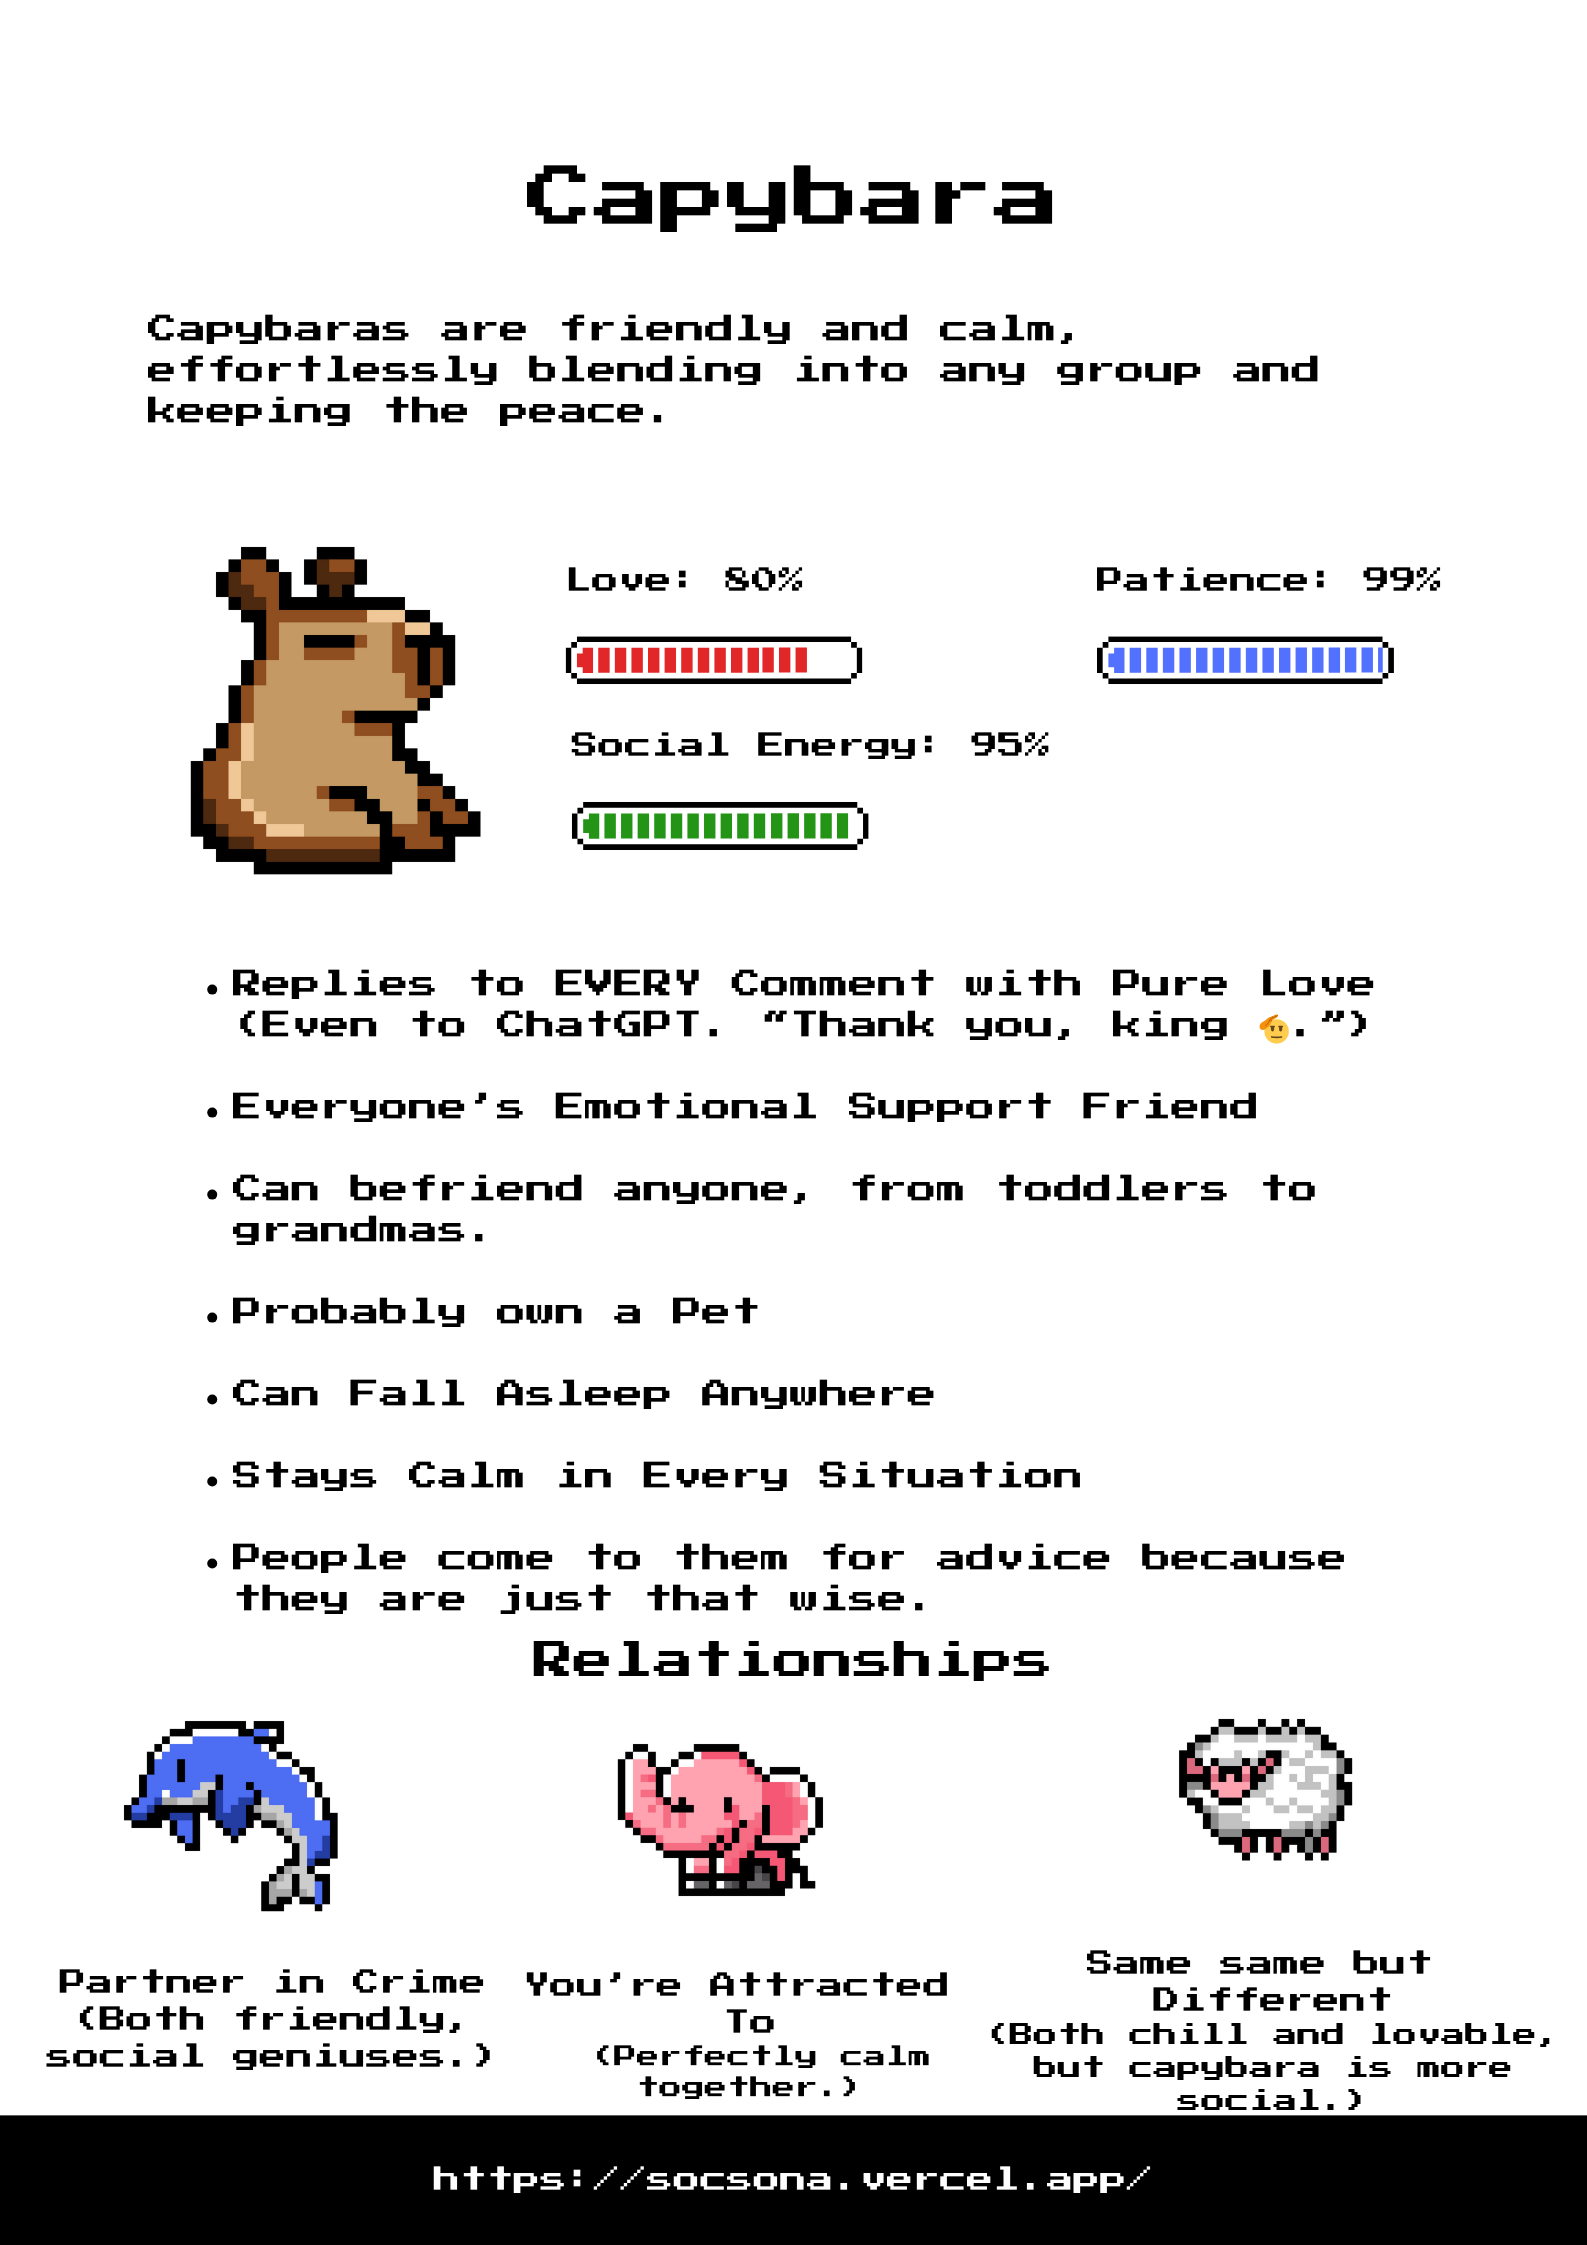 Capybara
Capybaras are friendly and calm,
effortlessly blending into any group and
keeping the peace.
Love: 80%
Patience: 99%
Social Energy: 95%
• Replies to EVERY Comment with Pure Love
(Even to ChatGPT. “Thank you, king 🫡.”)
• Everyone’s Emotional Support Friend
• Can befriend anyone, from toddlers to
grandmas.
• Probably own a Pet
• Can Fall Asleep Anywhere
• Stays Calm in Every Situation
• People come to them for advice because
they are just that wise.
Relationships
Partner in Crime
(Both friendly,
social geniuses.)
You’re Attracted
To
(Perfectly calm
together.)
Same same but
Different
(Both chill and lovable,
but capybara is more
social.)
https://socsona.vercel.app/